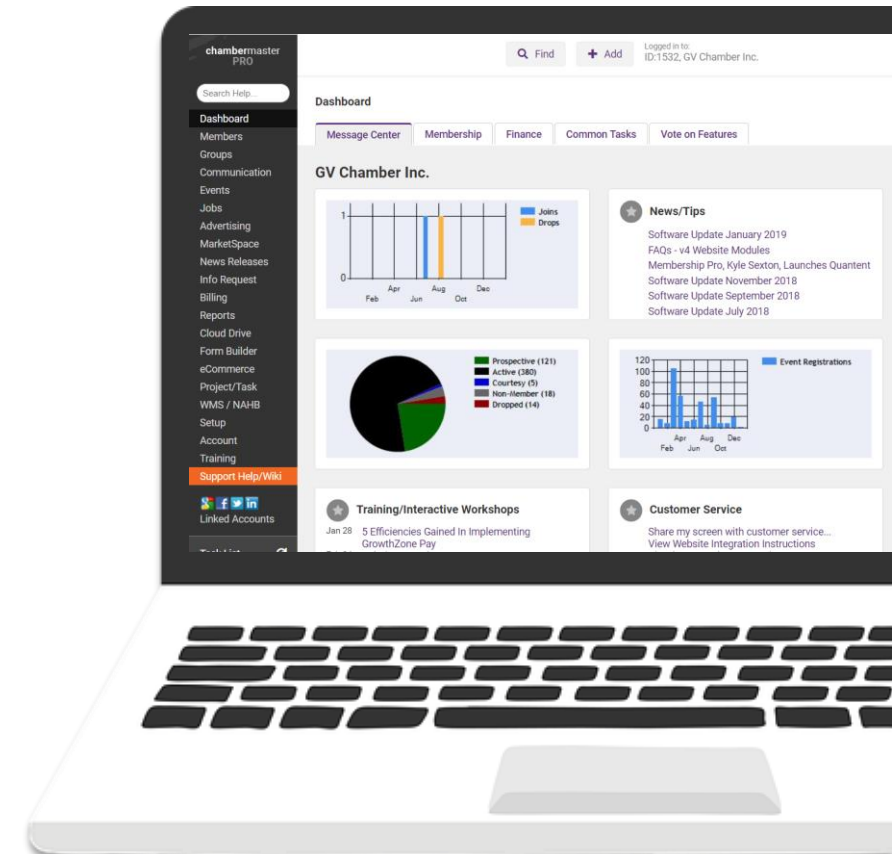 chambermaster
PRO
Search Help...
Dashboard
Members
Groups
Communication
Events
Jobs
Advertising
MarketSpace
News Releases
Info Request
Billing
Reports
Cloud Drive
Form Builder
eCommerce
Project/Task
WMS / NAHB
Setup
Account
Training
Support Help/Wiki
Linked Accounts
Find
Add
Logged in to:
ID:1532, GV Chamber Inc.
Dashboard
Message Center
Membership
Finance
Common Tasks
Vote on Features
GV Chamber Inc.
1
0
Feb
Apr
Jun
Aug
Oct
Dec
Joins
Drops
News/Tips
Software Update January 2019
FAQs - v4 Website Modules
Membership Pro, Kyle Sexton, Launches Quantent
Software Update November 2018
Software Update September 2018
Software Update July 2018
Prospective (121)
Active (380)
Courtesy (5)
Non-Member (18)
Dropped (14)
120
100
80
60
40
20
0
Feb
Apr
Jun
Aug
Oct
Dec
Event Registrations
Training/Interactive Workshops
Jan 28 5 Efficiencies Gained In Implementing
GrowthZone Pay
Customer Service
Share my screen with customer service...
View Website Integration Instructions